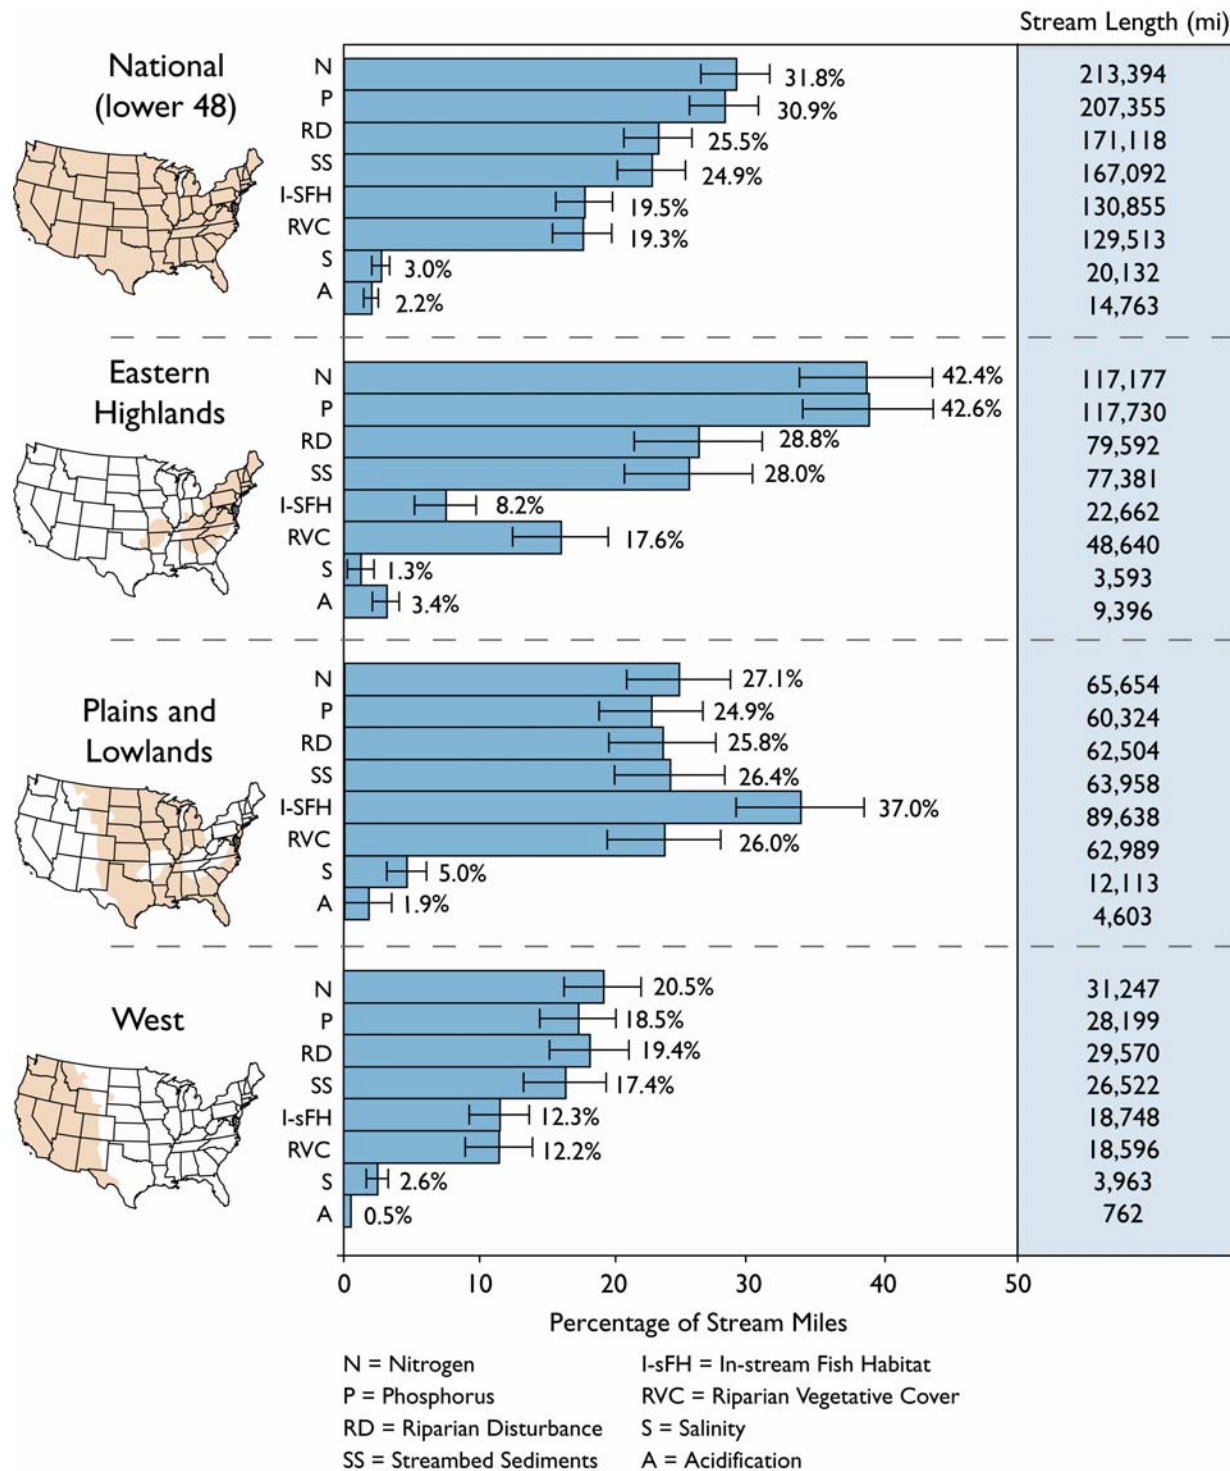 Stream Length (mi)
National
(lower 48)
N 31.8% 213,394
P 30.9% 207,355
RD 25.5% 171,118
SS 24.9% 167,092
I-SFH 19.5% 130,855
RVC 19.3% 129,513
S 3.0% 20,132
A 2.2% 14,763
Eastern
Highlands
N 42.4% 117,177
P 42.6% 117,730
RD 28.8% 79,592
SS 28.0% 77,381
I-SFH 8.2% 22,662
RVC 17.6% 48,640
S 1.3% 3,593
A 3.4% 9,396
Plains and
Lowlands
N 27.1% 65,654
P 24.9% 60,324
RD 25.8% 62,504
SS 26.4% 63,958
I-SFH 37.0% 89,638
RVC 26.0% 62,989
S 5.0% 12,113
A 1.9% 4,603
West
N 20.5% 31,247
P 18.5% 28,199
RD 19.4% 29,570
SS 17.4% 26,522
I-sFH 12.3% 18,748
RVC 12.2% 18,596
S 2.6% 3,963
A 0.5% 762
0 10 20 30 40 50
Percentage of Stream Miles
N = Nitrogen I-sFH = In-stream Fish Habitat
P = Phosphorus RVC = Riparian Vegetative Cover
RD = Riparian Disturbance S = Salinity
SS = Streambed Sediments A = Acidification